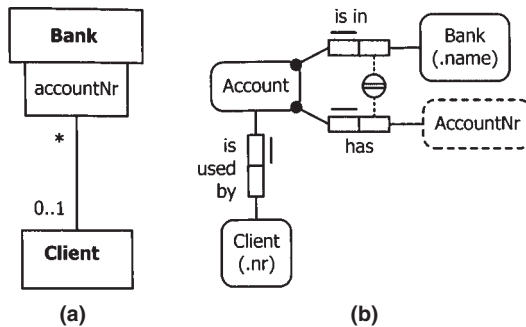 Bank
accountNr
*
0..1
Client
(a)
is in
Bank
(.name)
Account
AccountNr
has
is
used
by
Client
(.nr)
(b)